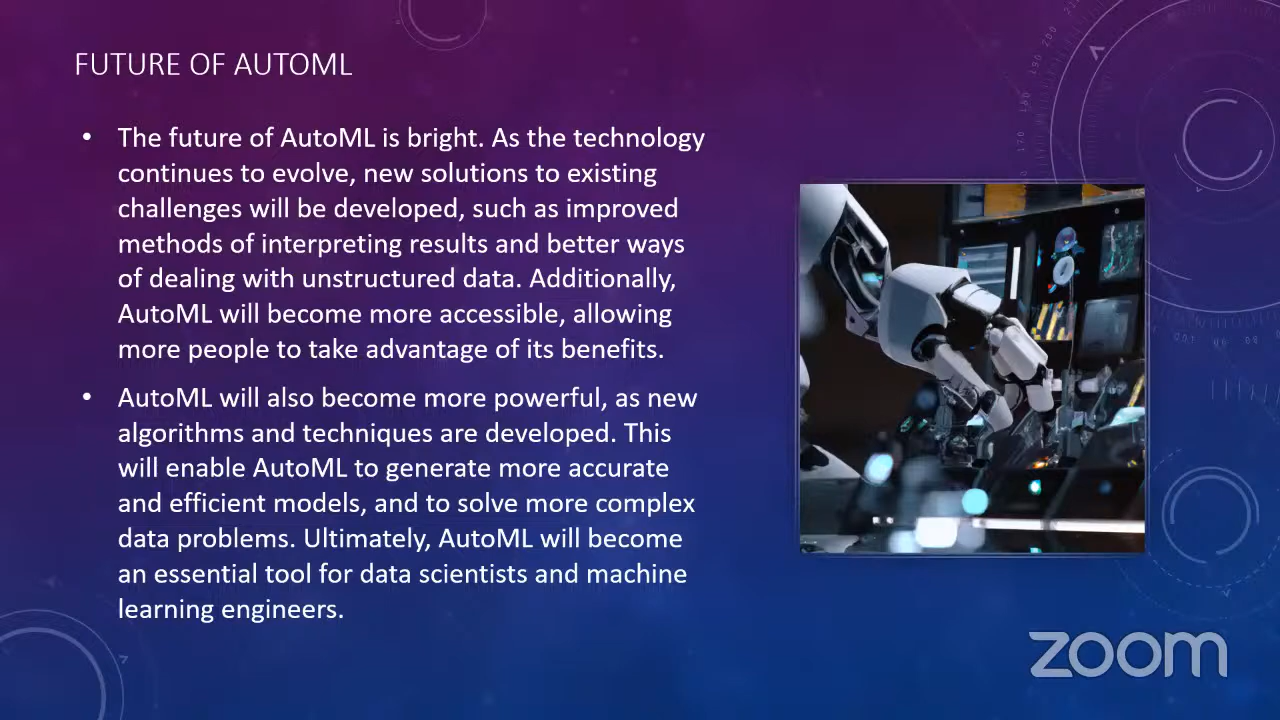 FUTURE OF AUTOML
• The future of AutoML is bright. As the technology
continues to evolve, new solutions to existing
challenges will be developed, such as improved
methods of interpreting results and better ways
of dealing with unstructured data. Additionally,
AutoML will become more accessible, allowing
more people to take advantage of its benefits.
• AutoML will also become more powerful, as new
algorithms and techniques are developed. This
will enable AutoML to generate more accurate
and efficient models, and to solve more complex
data problems. Ultimately, AutoML will become
an essential tool for data scientists and machine
learning engineers.
zoom